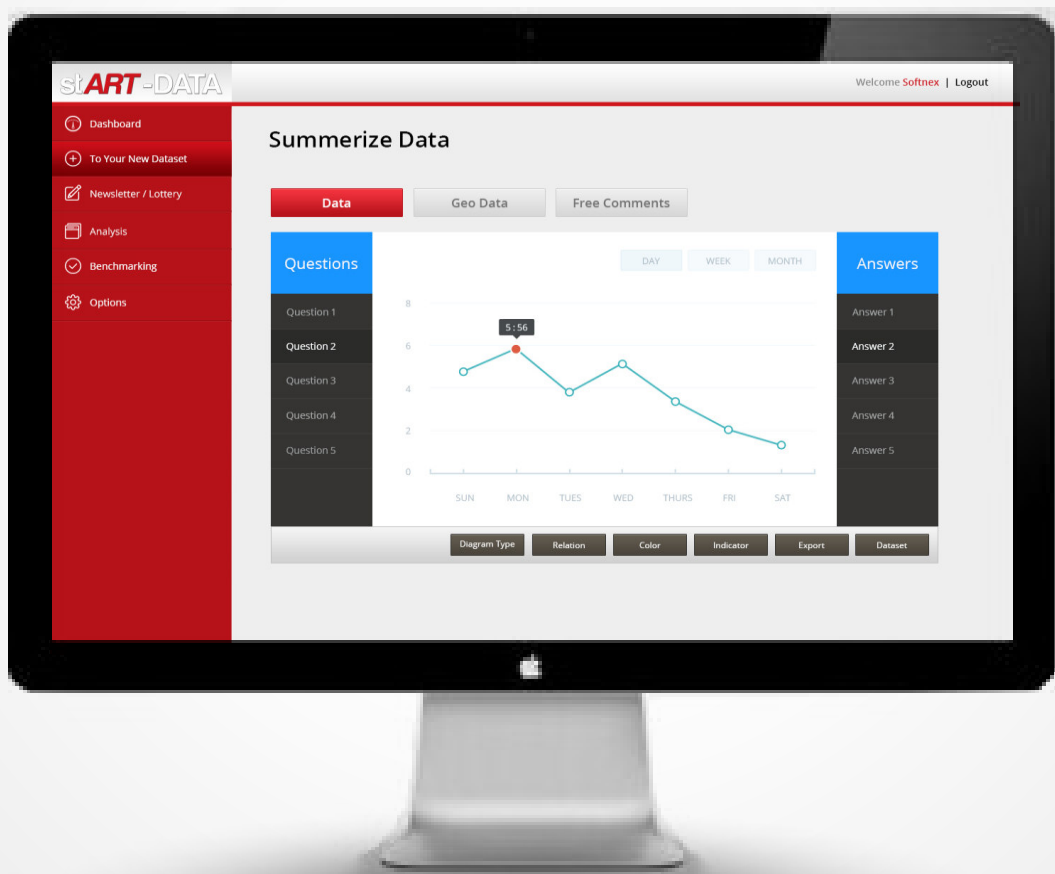 stART-DATA
Welcome Softnex | Logout
Dashboard
To Your New Dataset
Newsletter / Lottery
Analysis
Benchmarking
Options
Summerize Data
Data Geo Data Free Comments
Questions
Question 1
Question 2
Question 3
Question 4
Question 5
DAY WEEK MONTH
8
6
4
2
0
5:56
SUN MON TUES WED THURS FRI SAT
Answers
Answer 1
Answer 2
Answer 3
Answer 4
Answer 5
Diagram Type Relation Color Indicator Export Dataset